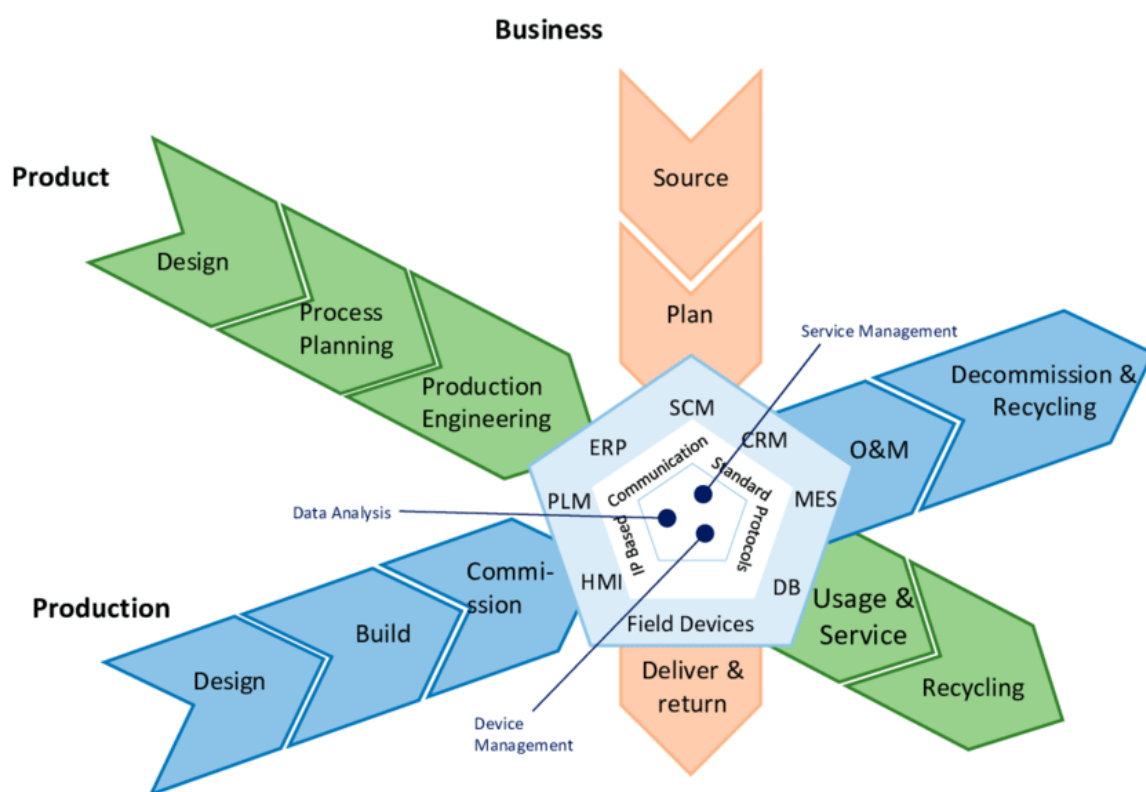 Business
Product
Source
Design
Process
Planning
Plan
Service Management
Production
Engineering
Decommission &
Recycling
SCM
ERP
CRM
O&M
Communication
Standard
PLM
MES
Data Analysis
IP Based
Protocols
Commi-
ssion
HMI
DB
Production
Build
Field Devices
Usage &
Service
Design
Deliver &
return
Recycling
Device
Management